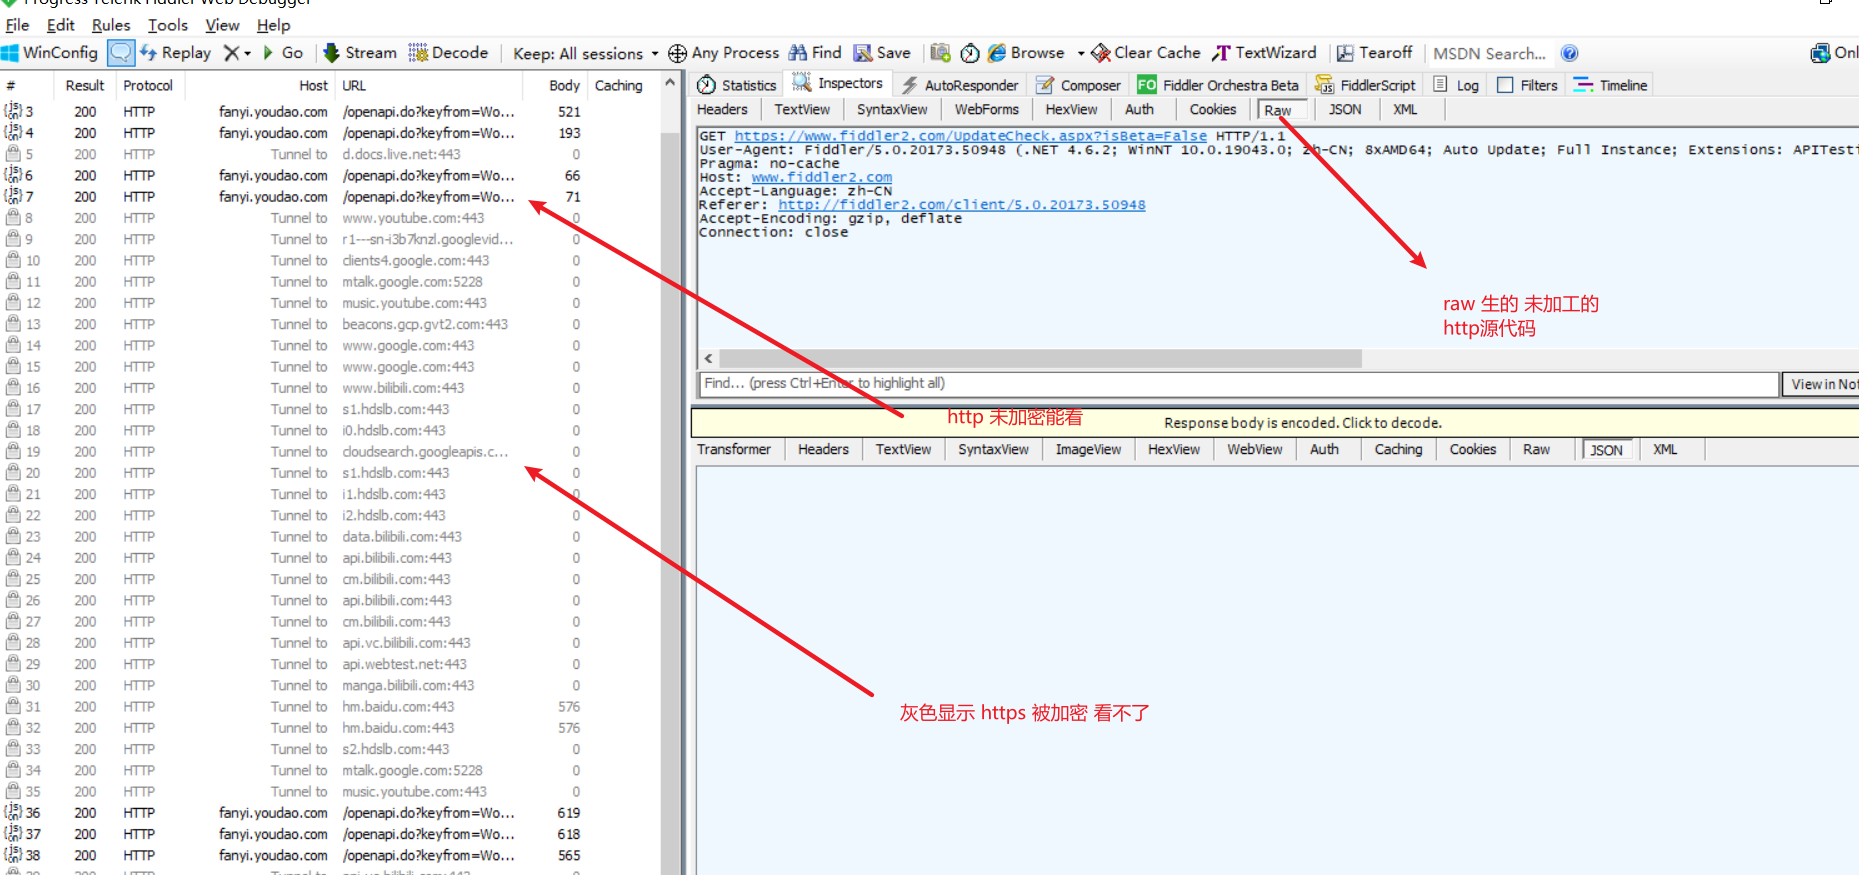 Progress Telerik Fiddler Web Debugger
File Edit Rules Tools View Help
WinConfig Replay Go Stream Decode Keep: All sessions Any Process Find Save Browse Clear Cache TextWizard Tearoff MSDN Search...
# Result Protocol Host URL Body Caching
3 200 HTTP fanyi.youdao.com /openapi.do?keyfrom=Wo... 521
4 200 HTTP fanyi.youdao.com /openapi.do?keyfrom=Wo... 193
5 200 HTTP Tunnel to d.docs.live.net:443 0
6 200 HTTP fanyi.youdao.com /openapi.do?keyfrom=Wo... 66
7 200 HTTP fanyi.youdao.com /openapi.do?keyfrom=Wo... 71
8 200 HTTP Tunnel to www.youtube.com:443 0
9 200 HTTP Tunnel to r1---sn-i3b7knzl.googlevid... 0
10 200 HTTP Tunnel to clients4.google.com:443 0
11 200 HTTP Tunnel to mtalk.google.com:5228 0
12 200 HTTP Tunnel to music.youtube.com:443 0
13 200 HTTP Tunnel to beacons.gcp.gvt2.com:443 0
14 200 HTTP Tunnel to www.google.com:443 0
15 200 HTTP Tunnel to www.google.com:443 0
16 200 HTTP Tunnel to www.bilibili.com:443 0
17 200 HTTP Tunnel to s1.hdslb.com:443 0
18 200 HTTP Tunnel to i0.hdslb.com:443 0
19 200 HTTP Tunnel to cloudsearch.googleapis.c... 0
20 200 HTTP Tunnel to s1.hdslb.com:443 0
21 200 HTTP Tunnel to i1.hdslb.com:443 0
22 200 HTTP Tunnel to i2.hdslb.com:443 0
23 200 HTTP Tunnel to data.bilibili.com:443 0
24 200 HTTP Tunnel to api.bilibili.com:443 0
25 200 HTTP Tunnel to cm.bilibili.com:443 0
26 200 HTTP Tunnel to api.bilibili.com:443 0
27 200 HTTP Tunnel to cm.bilibili.com:443 0
28 200 HTTP Tunnel to api.vc.bilibili.com:443 0
29 200 HTTP Tunnel to api.webtest.net:443 0
30 200 HTTP Tunnel to manga.bilibili.com:443 0
31 200 HTTP Tunnel to hm.baidu.com:443 576
32 200 HTTP Tunnel to hm.baidu.com:443 576
33 200 HTTP Tunnel to s2.hdslb.com:443 0
34 200 HTTP Tunnel to mtalk.google.com:5228 0
35 200 HTTP Tunnel to music.youtube.com:443 0
36 200 HTTP fanyi.youdao.com /openapi.do?keyfrom=Wo... 619
37 200 HTTP fanyi.youdao.com /openapi.do?keyfrom=Wo... 618
38 200 HTTP fanyi.youdao.com /openapi.do?keyfrom=Wo... 565
Statistics Inspectors AutoResponder Composer FO Fiddler Orchestra Beta FiddlerScript Log Filters Timeline
Headers TextView SyntaxView WebForms HexView Auth Cookies Raw JSON XML
GET https://www.fiddler2.com/UpdateCheck.aspx?isBeta=False HTTP/1.1
User-Agent: Fiddler/5.0.20173.50948 (.NET 4.6.2; WinNT 10.0.19043.0; zh-CN; 8xAMD64; Auto Update; Full Instance; Extensions: APITesti
Pragma: no-cache
Host: www.fiddler2.com
Accept-Language: zh-CN
Referer: http://fiddler2.com/client/5.0.20173.50948
Accept-Encoding: gzip, deflate
Connection: close
raw 生的 未加工的
http源代码
Find... (press Ctrl+Enter to highlight all) View in Not
http 未加密能看
Response body is encoded. Click to decode.
Transformer Headers TextView SyntaxView ImageView HexView WebView Auth Caching Cookies Raw JSON XML
灰色显示 https 被加密 看不了